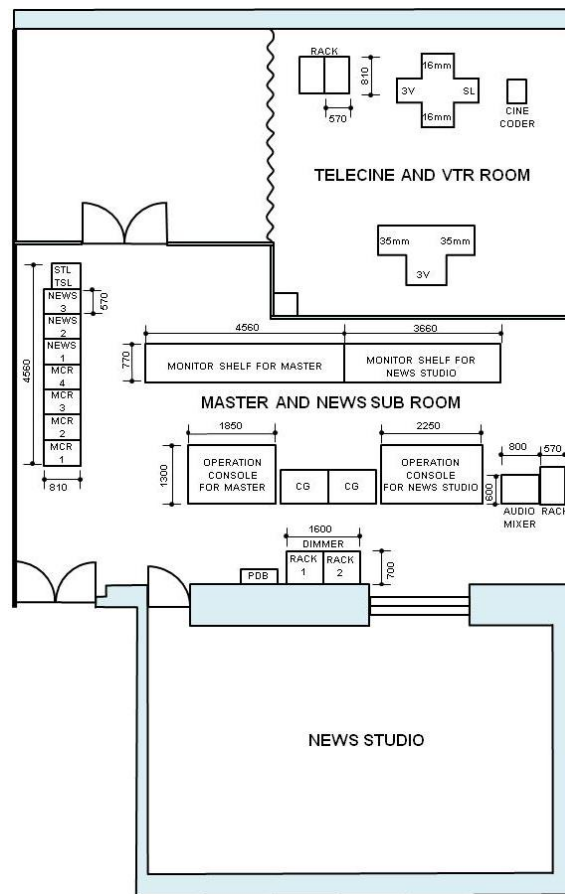 RACK
810
570
16mm
3V
SL
16mm
CINE
CODER
TELECINE AND VTR ROOM
35mm
35mm
3V
STL
TSL
NEWS
3
NEWS
2
NEWS
1
MCR
4
MCR
3
MCR
2
MCR
1
570
4560
810
4560
3660
770
MONITOR SHELF FOR MASTER
MONITOR SHELF FOR
NEWS STUDIO
MASTER AND NEWS SUB ROOM
1850
2250
1300
OPERATION
CONSOLE
FOR MASTER
CG
CG
OPERATION
CONSOLE
FOR NEWS STUDIO
800
570
600
AUDIO
MIXER
RACK
1600
DIMMER
RACK
1
RACK
2
700
PDB
NEWS STUDIO